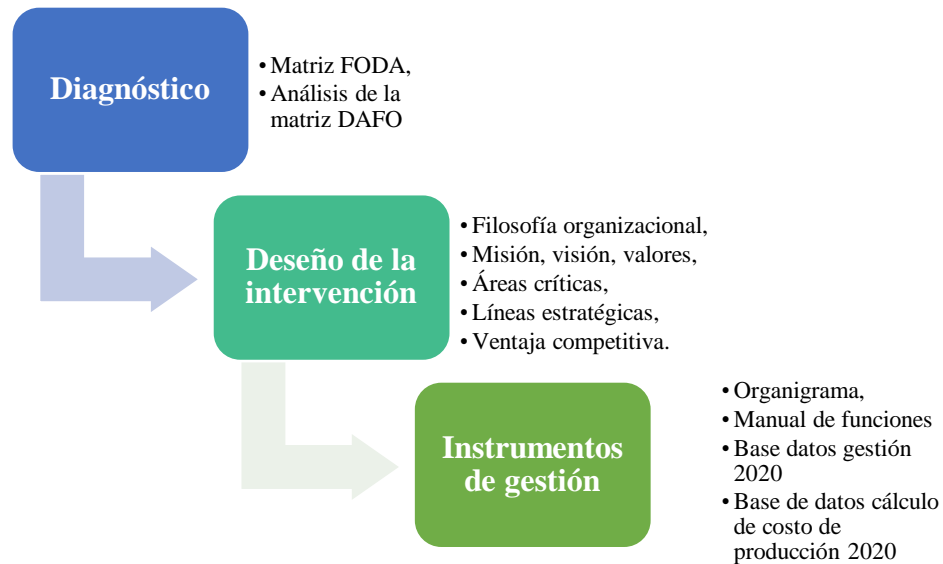 Diagnóstico
• Matriz FODA,
• Análisis de la
matriz DAFO
Deseño de la
intervención
• Filosofía organizacional,
• Misión, visión, valores,
• Áreas críticas,
• Líneas estratégicas,
• Ventaja competitiva.
Instrumentos
de gestión
• Organigrama,
• Manual de funciones
• Base datos gestión
2020
• Base de datos cálculo
de costo de
producción 2020